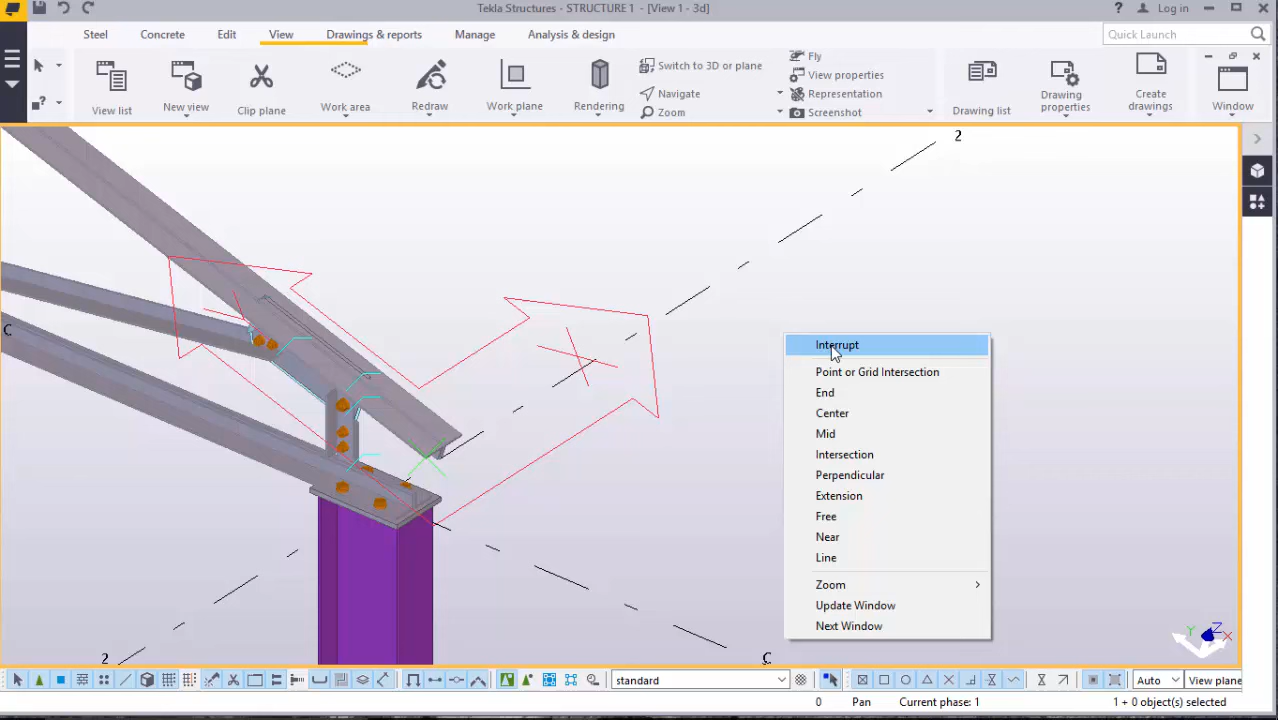 Tekla Structures - STRUCTURE 1 - [View 1 - 3d]
? Log in
Steel Concrete Edit View Drawings & reports Manage Analysis & design
Quick Launch
View list
New view
Clip plane
Work area
Redraw
Work plane
Rendering
Switch to 3D or plane
Navigate
Zoom
Fly
View properties
Representation
Screenshot
Drawing list
Drawing properties
Create drawings
Window
2
C
Interrupt
Point or Grid Intersection
End
Center
Mid
Intersection
Perpendicular
Extension
Free
Near
Line
Zoom
Update Window
Next Window
Y Z X
2
C
standard
Auto
View plane
0 Pan Current phase: 1 1 + 0 object(s) selected